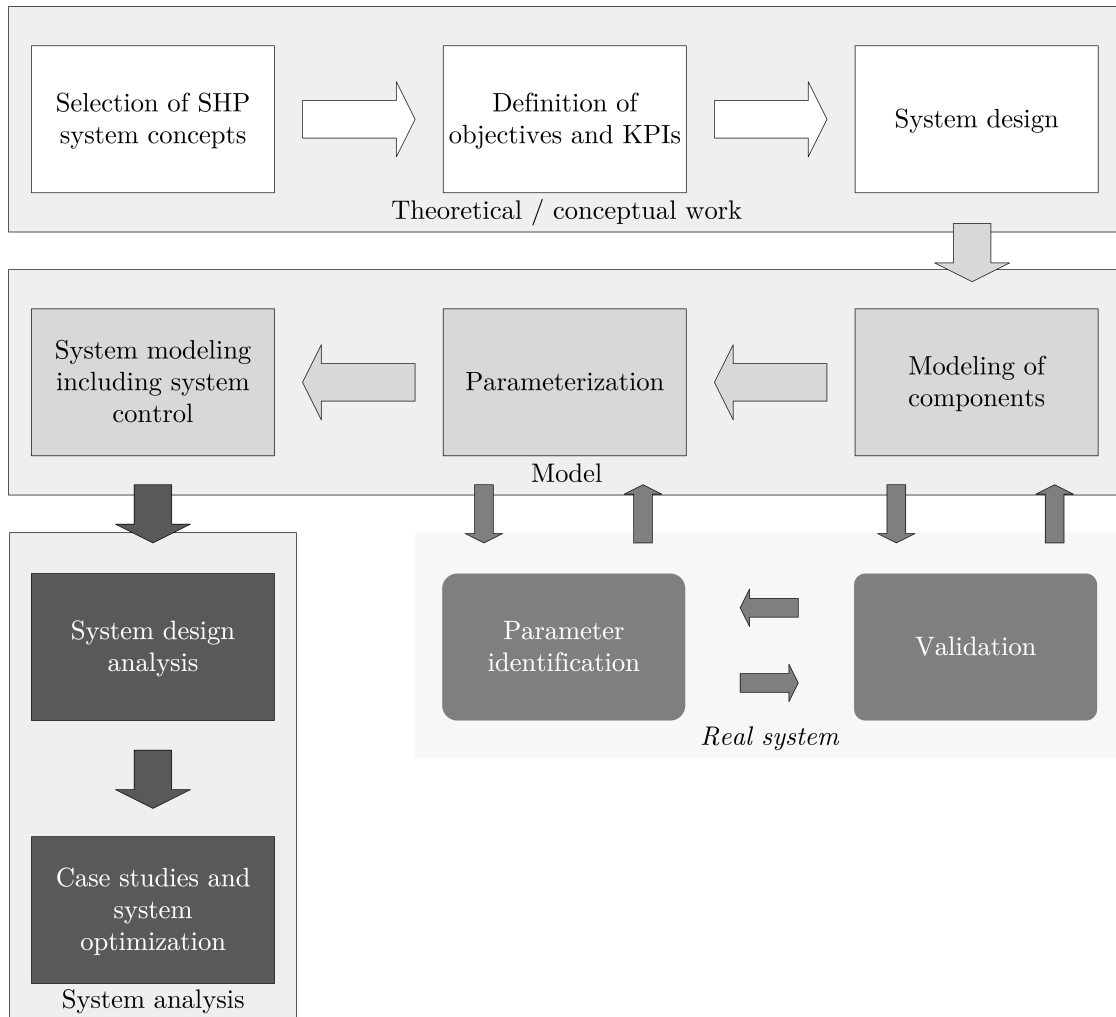 Selection of SHP
system concepts
Definition of
objectives and KPIs
System design
Theoretical / conceptual work
System modeling
including system
control
Parameterization
Modeling of
components
Model
System design
analysis
Parameter
identification
Validation
Real system
Case studies and
system
optimization
System analysis